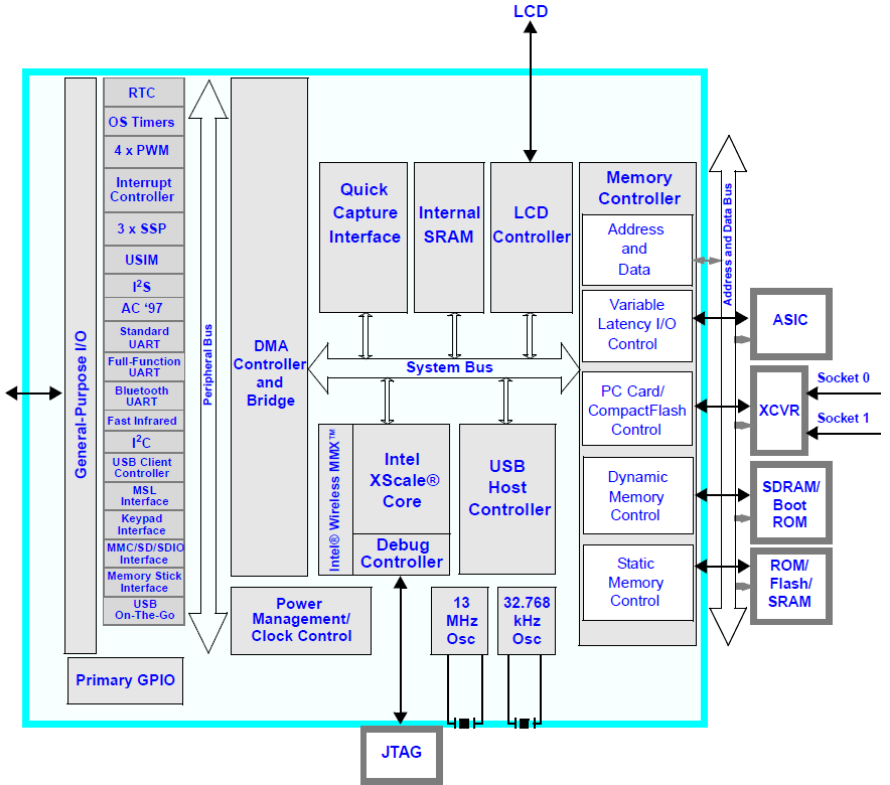 LCD
General-Purpose I/O
RTC
OS Timers
4 x PWM
Interrupt
Controller
3 x SSP
USIM
I²S
AC ‘97
Standard
UART
Full-Function
UART
Bluetooth
UART
Fast Infrared
I²C
USB Client
Controller
MSL
Interface
Keypad
Interface
MMC/SD/SDIO
Interface
Memory Stick
Interface
USB
On-The-Go
Primary GPIO
Peripheral Bus
DMA
Controller
and
Bridge
Quick
Capture
Interface
Internal
SRAM
LCD
Controller
System Bus
Intel® Wireless MMX™
Intel
XScale®
Core
Debug
Controller
USB
Host
Controller
Power
Management/
Clock Control
13
MHz
Osc
32.768
kHz
Osc
JTAG
Memory
Controller
Address
and
Data
Variable
Latency I/O
Control
PC Card/
CompactFlash
Control
Dynamic
Memory
Control
Static
Memory
Control
Address and Data Bus
ASIC
XCVR
Socket 0
Socket 1
SDRAM/
Boot
ROM
ROM/
Flash/
SRAM